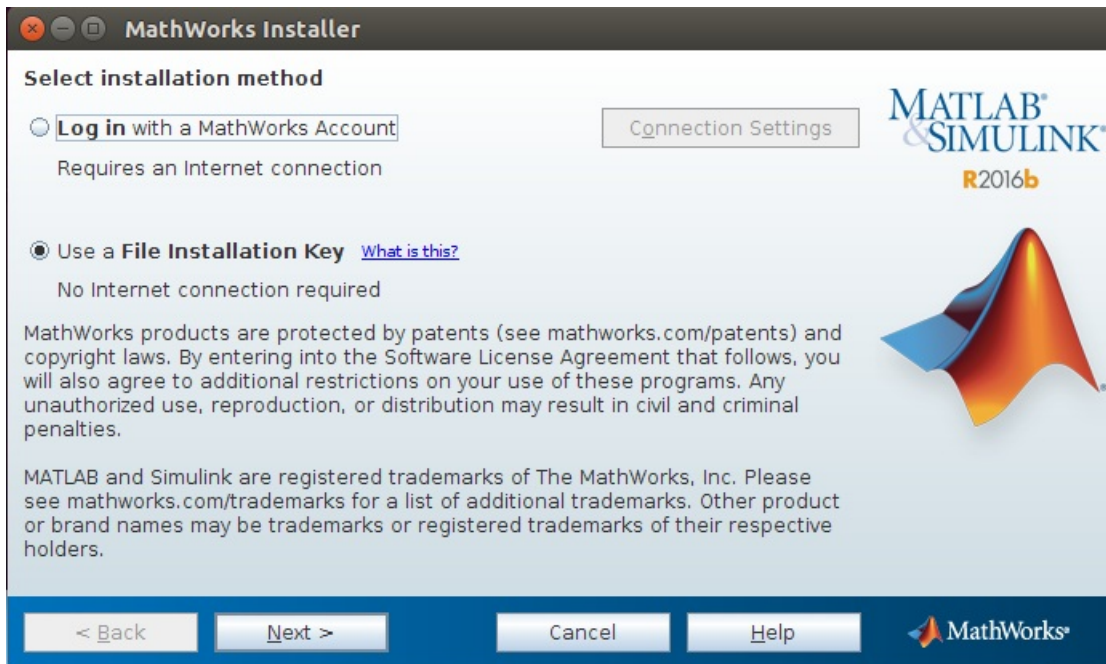 MathWorks Installer
Select installation method
Log in with a MathWorks Account
Connection Settings
Requires an Internet connection
MATLAB®
&SIMULINK®
R2016b
Use a File Installation Key What is this?
No Internet connection required
MathWorks products are protected by patents (see mathworks.com/patents) and
copyright laws. By entering into the Software License Agreement that follows, you
will also agree to additional restrictions on your use of these programs. Any
unauthorized use, reproduction, or distribution may result in civil and criminal
penalties.
MATLAB and Simulink are registered trademarks of The MathWorks, Inc. Please
see mathworks.com/trademarks for a list of additional trademarks. Other product
or brand names may be trademarks or registered trademarks of their respective
holders.
®
< Back Next > Cancel Help MathWorks®